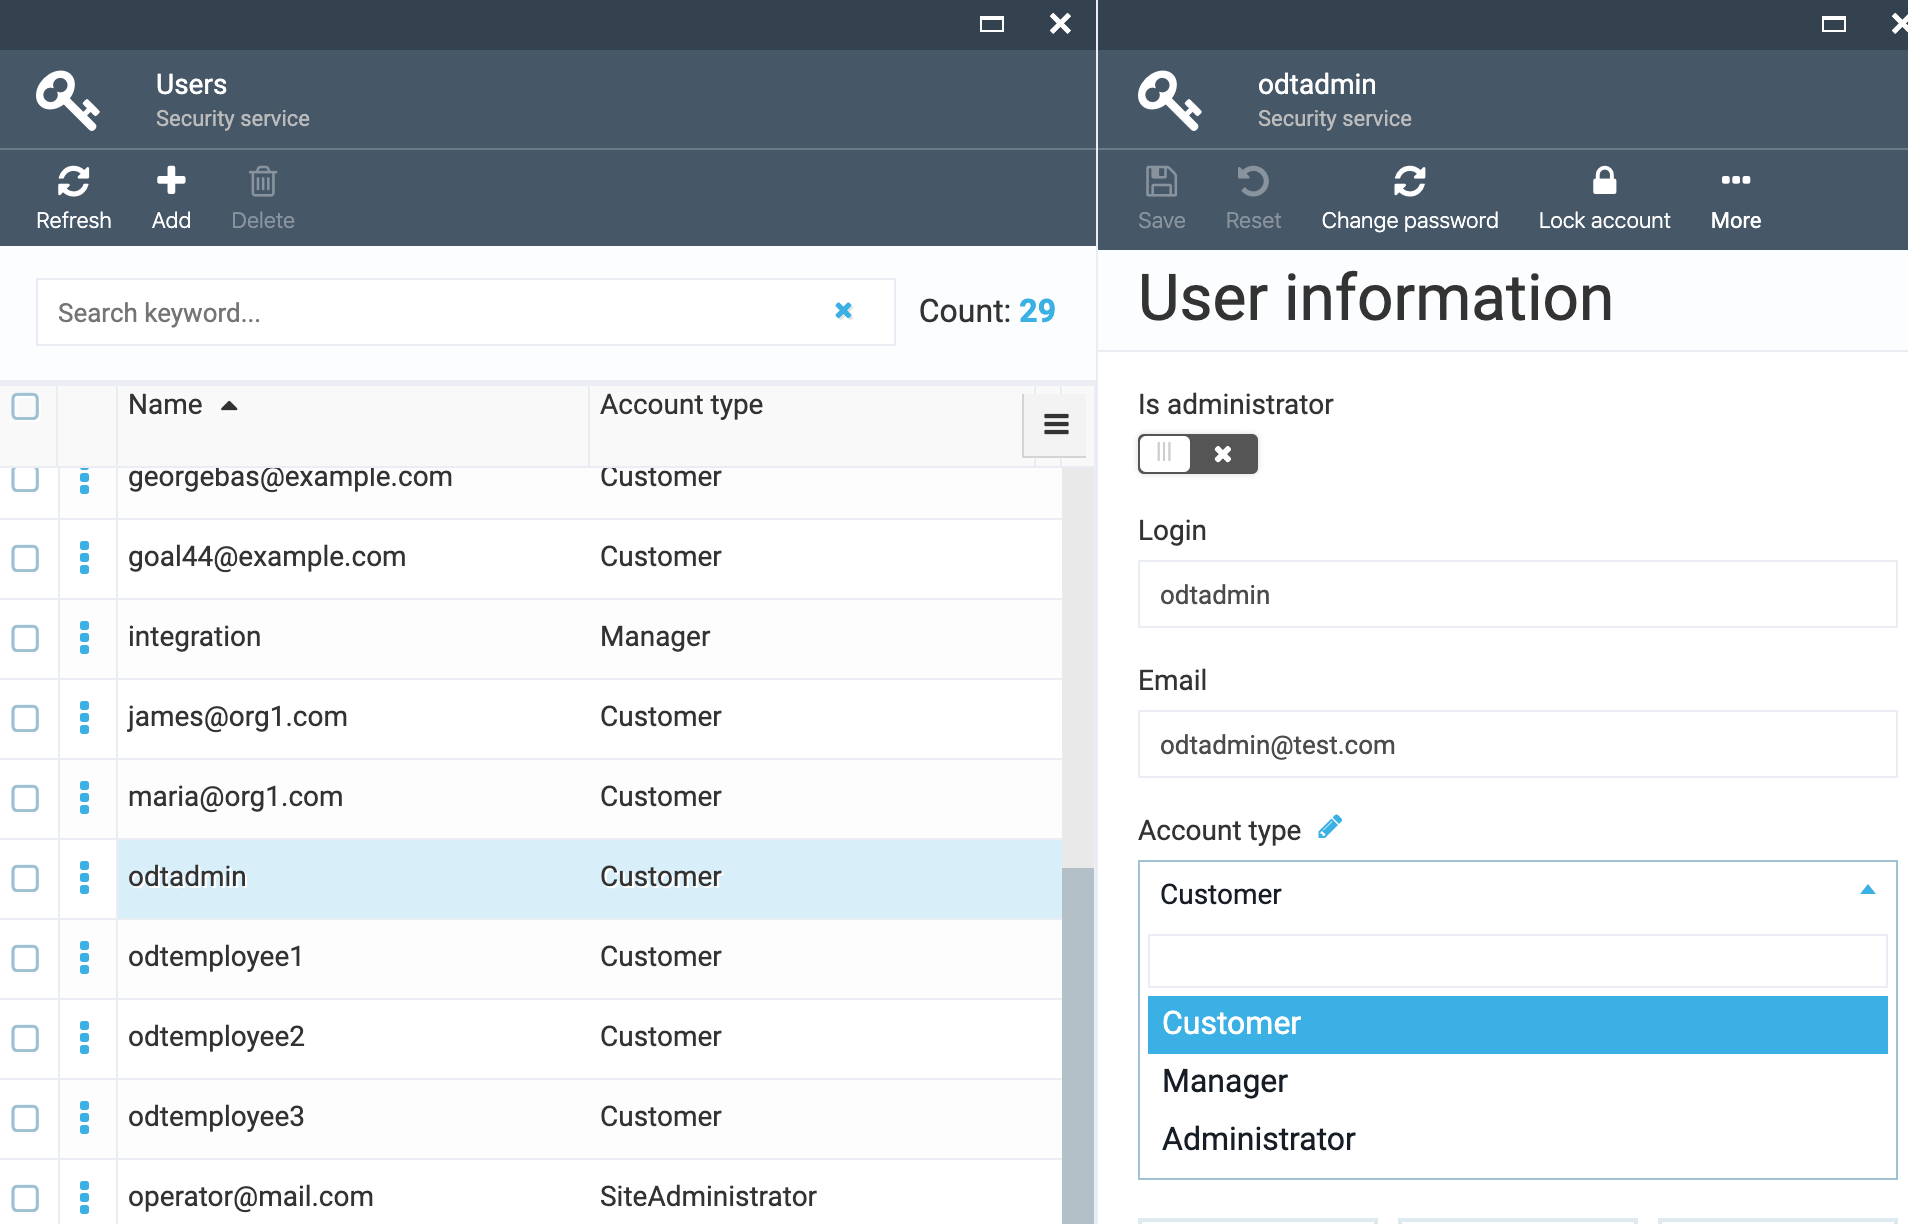 Users
Security service
Refresh
Add
Delete
Search keyword...
Count: 29
Name
Account type
georgebas@example.com
Customer
goal44@example.com
Customer
integration
Manager
james@org1.com
Customer
maria@org1.com
Customer
odtadmin
Customer
odtemployee1
Customer
odtemployee2
Customer
odtemployee3
Customer
operator@mail.com
SiteAdministrator
odtadmin
Security service
Save
Reset
Change password
Lock account
More
User information
Is administrator
Login
odtadmin
Email
odtadmin@test.com
Account type
Customer
Customer
Manager
Administrator